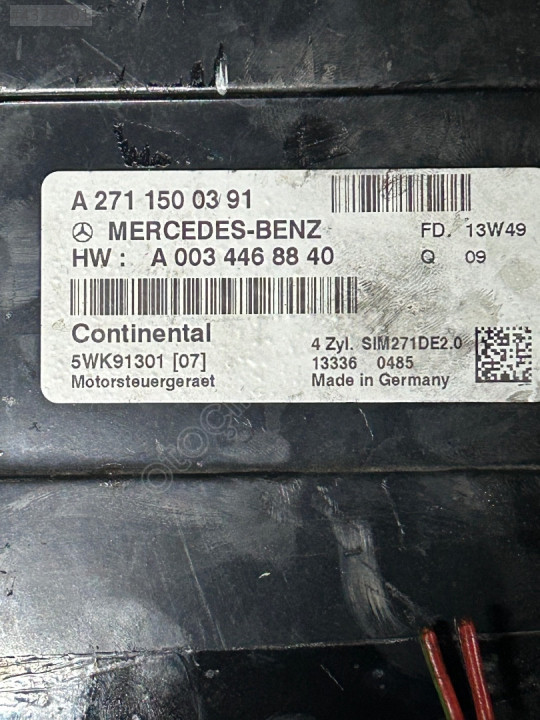 A 271 150 03 91
MERCEDES-BENZ
FD. 13W49
HW : A 003 446 88 40
Q 09
Continental
4 Zyl. SIM271DE2.0
5WK91301 [07]
13336 0485
Motorsteuergeraet
Made in Germany